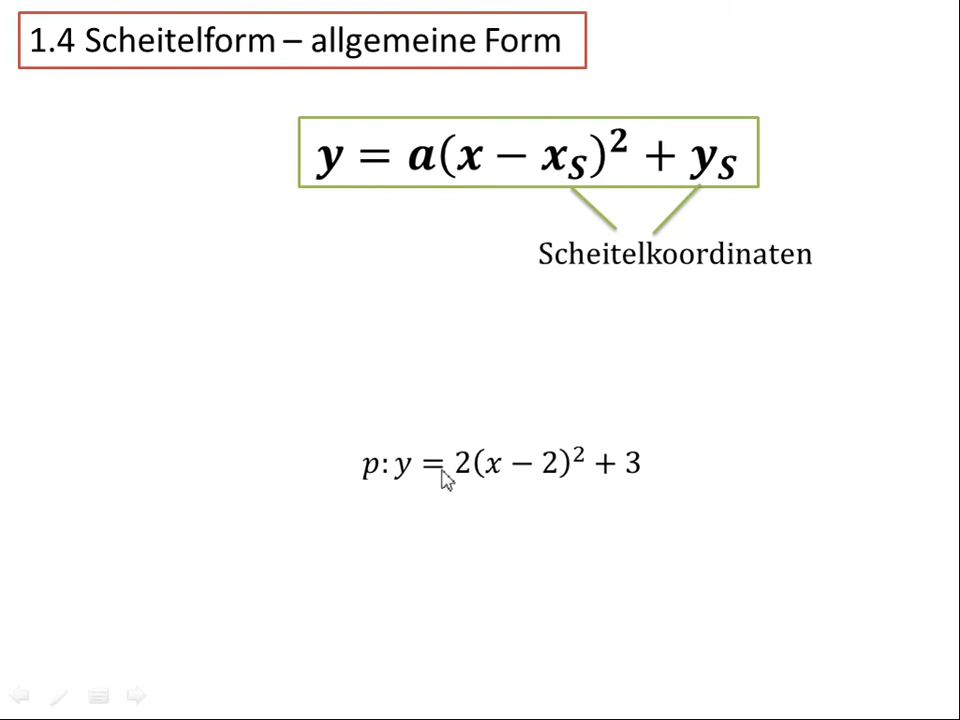 1.4 Scheitelform – allgemeine Form
y = a(x − x_S)² + y_S
Scheitelkoordinaten
p: y = 2(x − 2)² + 3